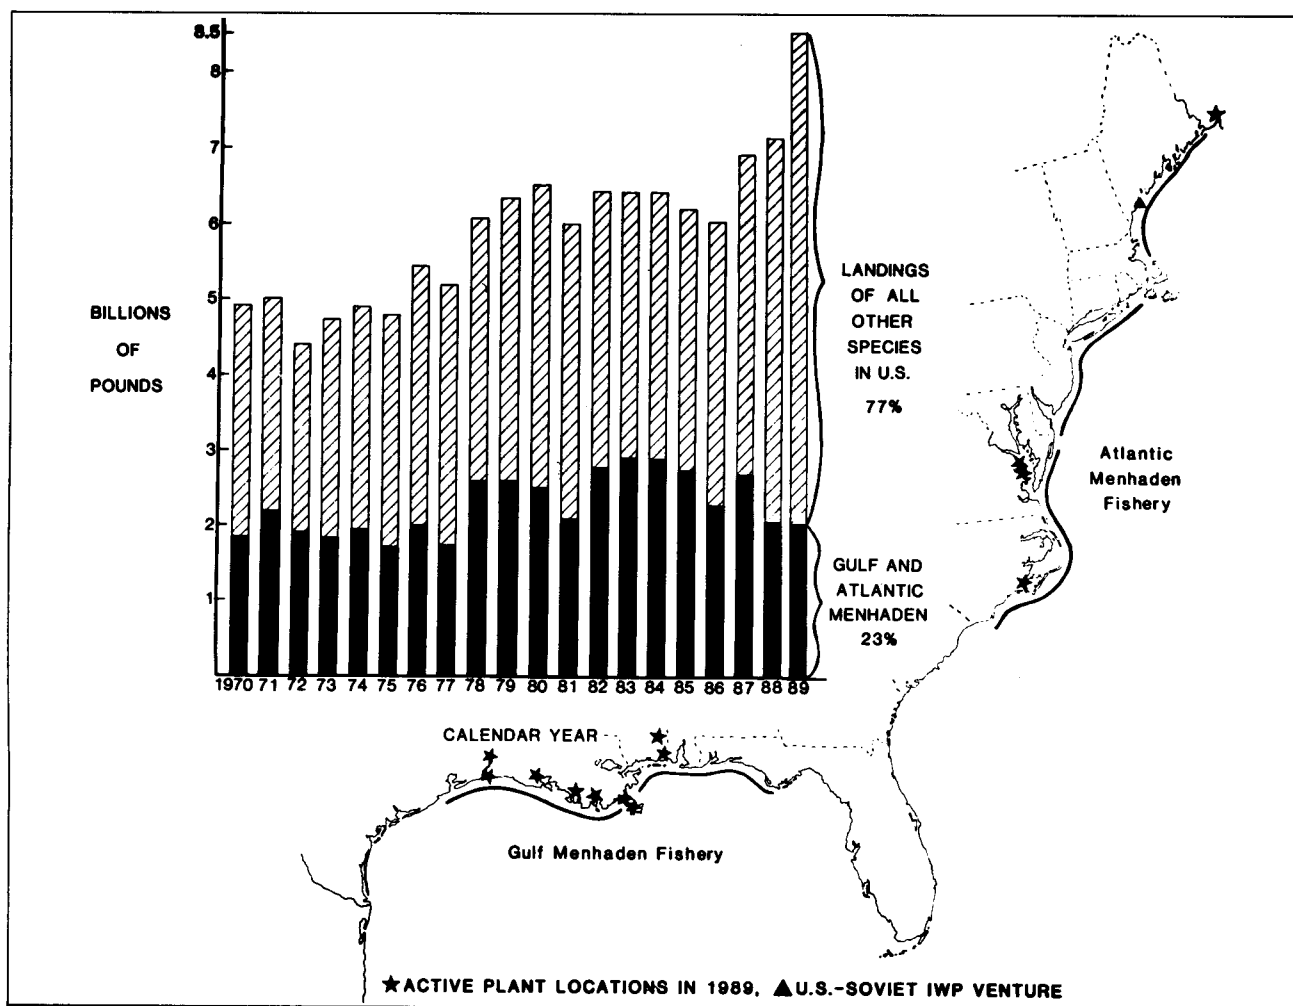 8.5
8
7
6
5
4
3
2
1
BILLIONS
OF
POUNDS
1970 71 72 73 74 75 76 77 78 79 80 81 82 83 84 85 86 87 88 89
CALENDAR YEAR
LANDINGS
OF ALL
OTHER
SPECIES
IN U.S.
77%
GULF AND
ATLANTIC
MENHADEN
23%
Atlantic
Menhaden
Fishery
Gulf Menhaden Fishery
★ACTIVE PLANT LOCATIONS IN 1989, ▲U.S.-SOVIET IWP VENTURE